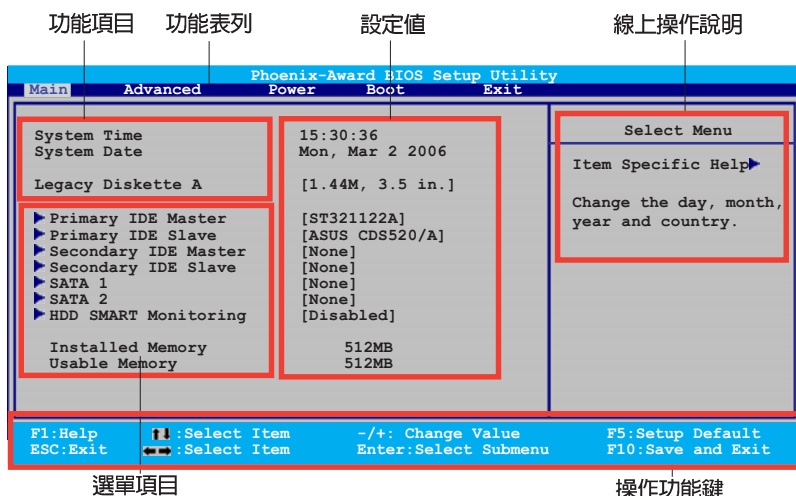 功能項目 功能表列 設定值 線上操作說明
Phoenix-Award BIOS Setup Utility
Main Advanced Power Boot Exit
System Time 15:30:36
System Date Mon, Mar 2 2006
Legacy Diskette A [1.44M, 3.5 in.]
Primary IDE Master [ST321122A]
Primary IDE Slave [ASUS CDS520/A]
Secondary IDE Master [None]
Secondary IDE Slave [None]
SATA 1 [None]
SATA 2 [None]
HDD SMART Monitoring [Disabled]
Installed Memory 512MB
Usable Memory 512MB
Select Menu
Item Specific Help
Change the day, month,
year and country.
F1:Help :Select Item -/+: Change Value F5:Setup Default
ESC:Exit :Select Item Enter:Select Submenu F10:Save and Exit
選單項目 操作功能鍵